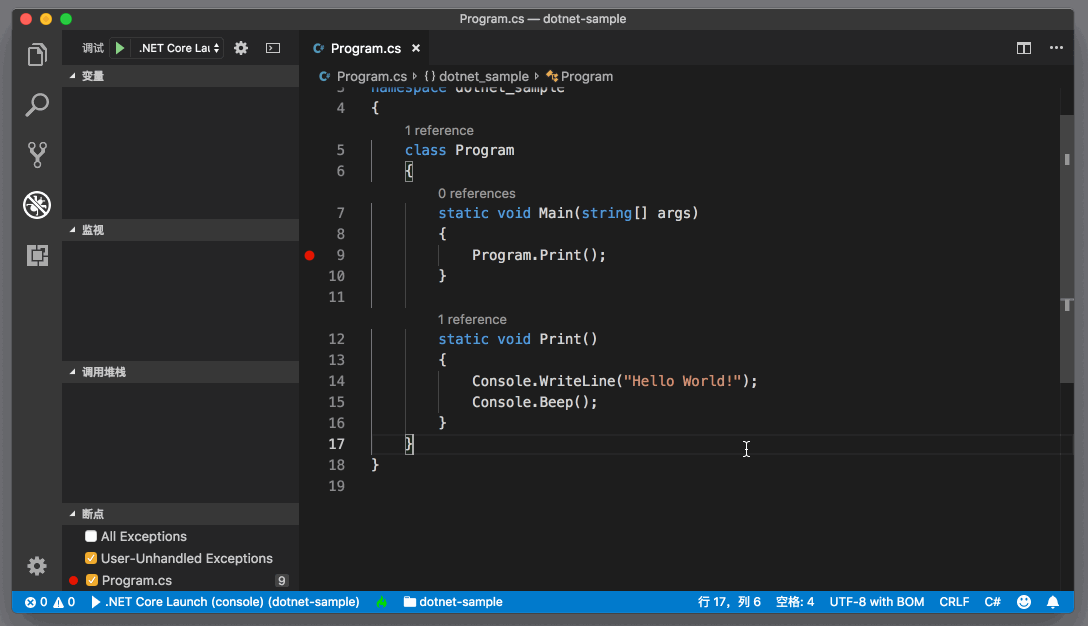 Program.cs — dotnet-sample
调试 .NET Core Lau
变量
监视
调用堆栈
断点
All Exceptions
User-Unhandled Exceptions
Program.cs 9
Program.cs
Program.cs {} dotnet_sample Program
3 namespace dotnet_sample
4 {
1 reference
5 class Program
6 {
0 references
7 static void Main(string[] args)
8 {
9 Program.Print();
10 }
11
1 reference
12 static void Print()
13 {
14 Console.WriteLine("Hello World!");
15 Console.Beep();
16 }
17 }
18 }
19
0 0 .NET Core Launch (console) (dotnet-sample) dotnet-sample 行 17，列 6 空格: 4 UTF-8 with BOM CRLF C#